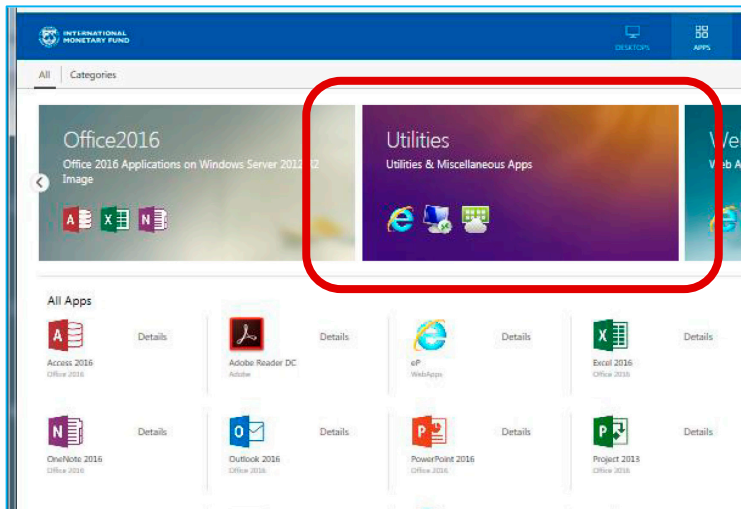 INTERNATIONAL
MONETARY FUND
DESKTOPS
APPS
All
Categories
Office2016
Office 2016 Applications on Windows Server 2012 R2
Image
Utilities
Utilities & Miscellaneous Apps
All Apps
Details
Details
Details
Details
Access 2016
Office 2016
Adobe Reader DC
Adobe
eP
WebApps
Excel 2016
Office 2016
Details
Details
Details
Details
OneNote 2016
Office 2016
Outlook 2016
Office 2016
PowerPoint 2016
Office 2016
Project 2013
Office 2016